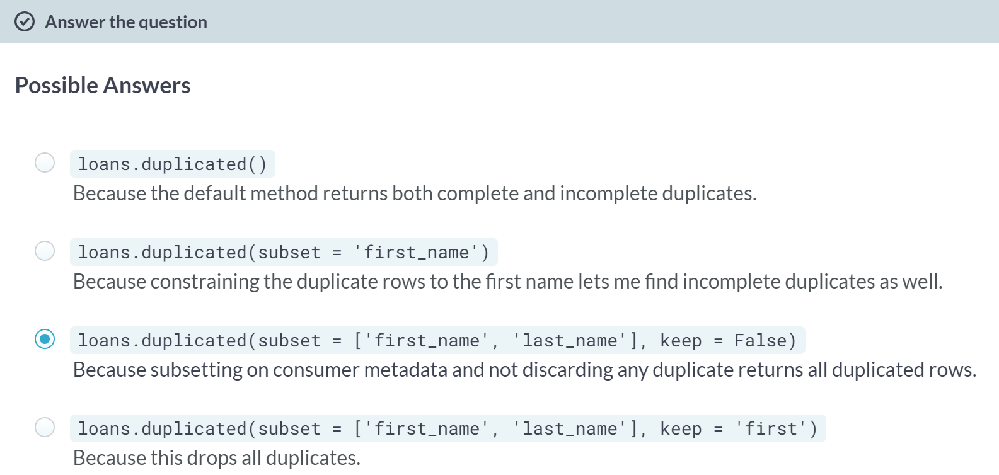 Answer the question
Possible Answers
loans.duplicated()
Because the default method returns both complete and incomplete duplicates.
loans.duplicated(subset = 'first_name')
Because constraining the duplicate rows to the first name lets me find incomplete duplicates as well.
loans.duplicated(subset = ['first_name', 'last_name'], keep = False)
Because subsetting on consumer metadata and not discarding any duplicate returns all duplicated rows.
loans.duplicated(subset = ['first_name', 'last_name'], keep = 'first')
Because this drops all duplicates.